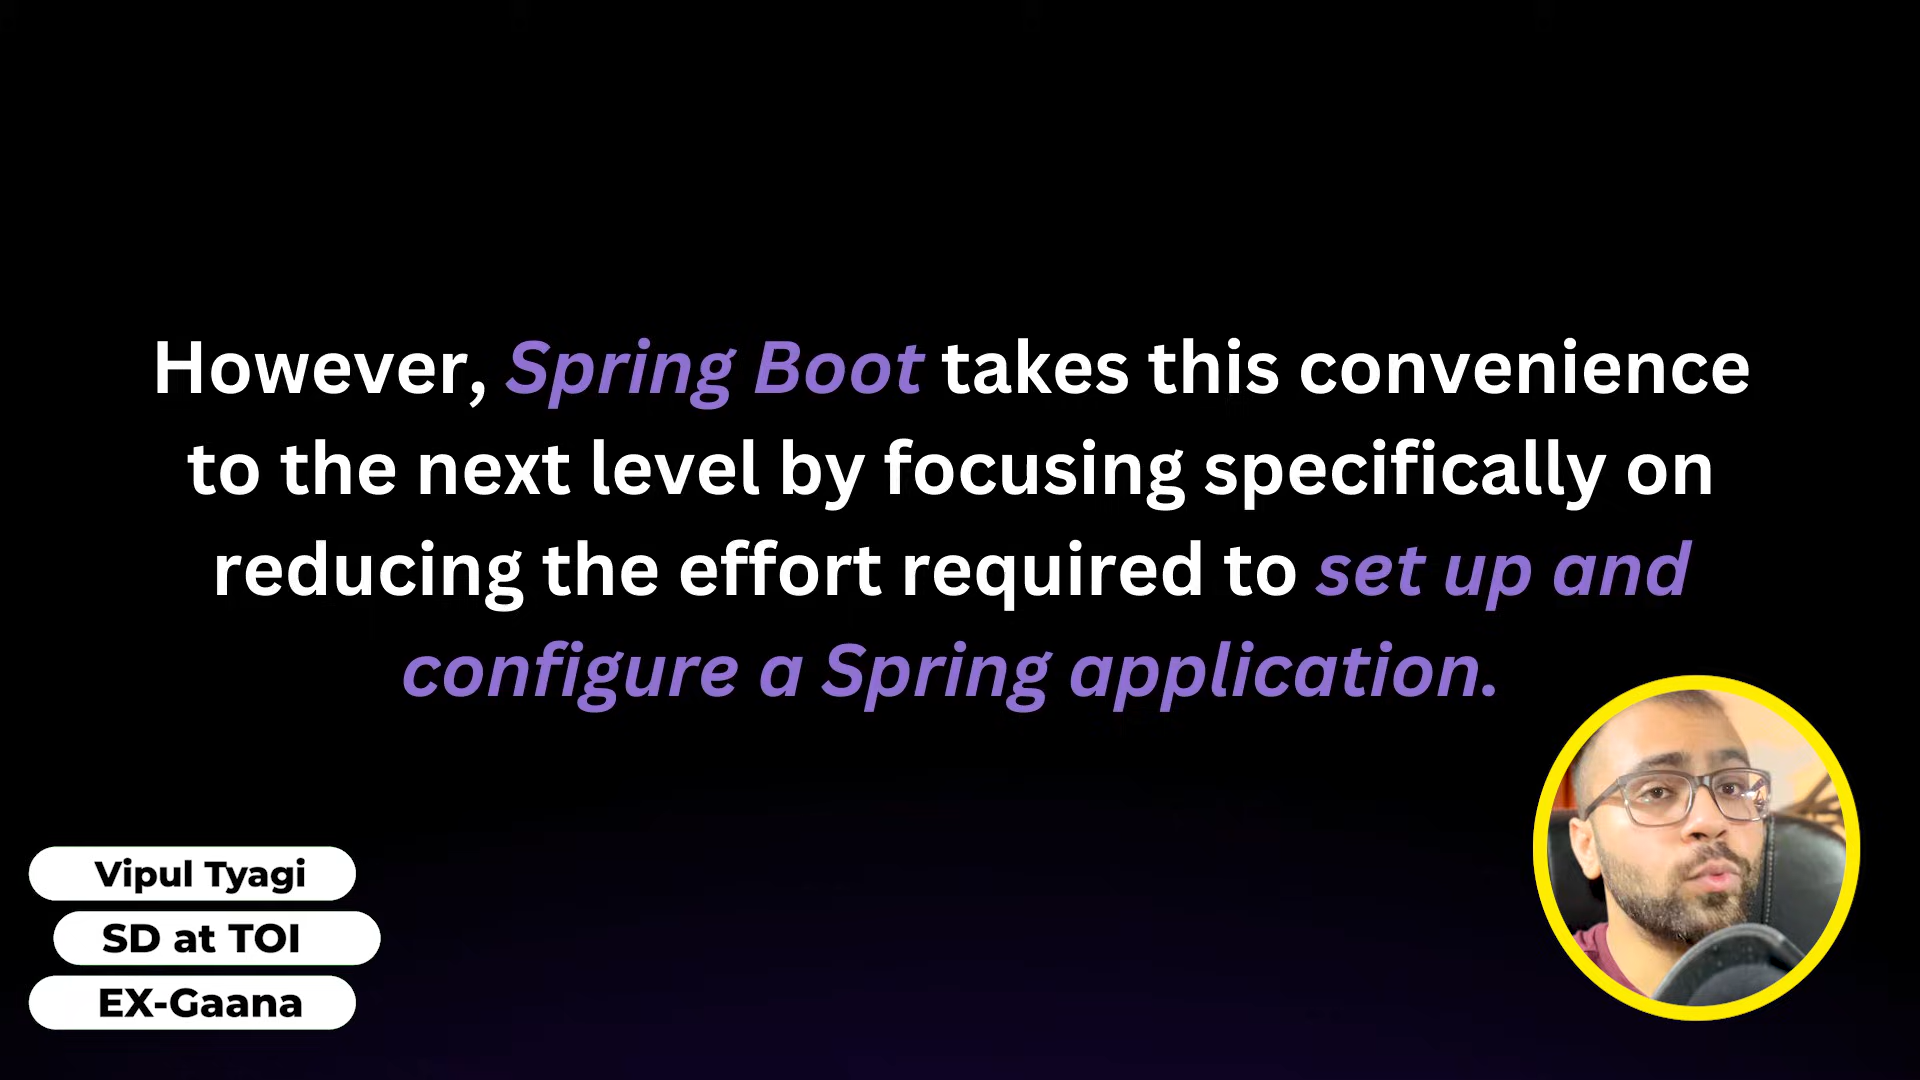 However, Spring Boot takes this convenience
to the next level by focusing specifically on
reducing the effort required to set up and
configure a Spring application.
Vipul Tyagi
SD at TOI
EX-Gaana